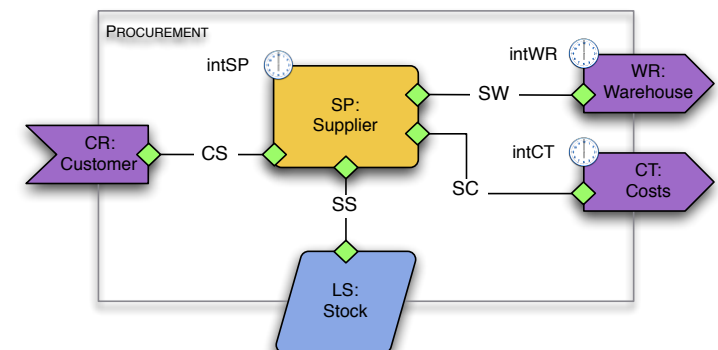 PROCUREMENT
intSP
intWR
WR:
Warehouse
SP:
Supplier
SW
CR:
Customer
CS
intCT
CT:
Costs
SC
SS
LS:
Stock